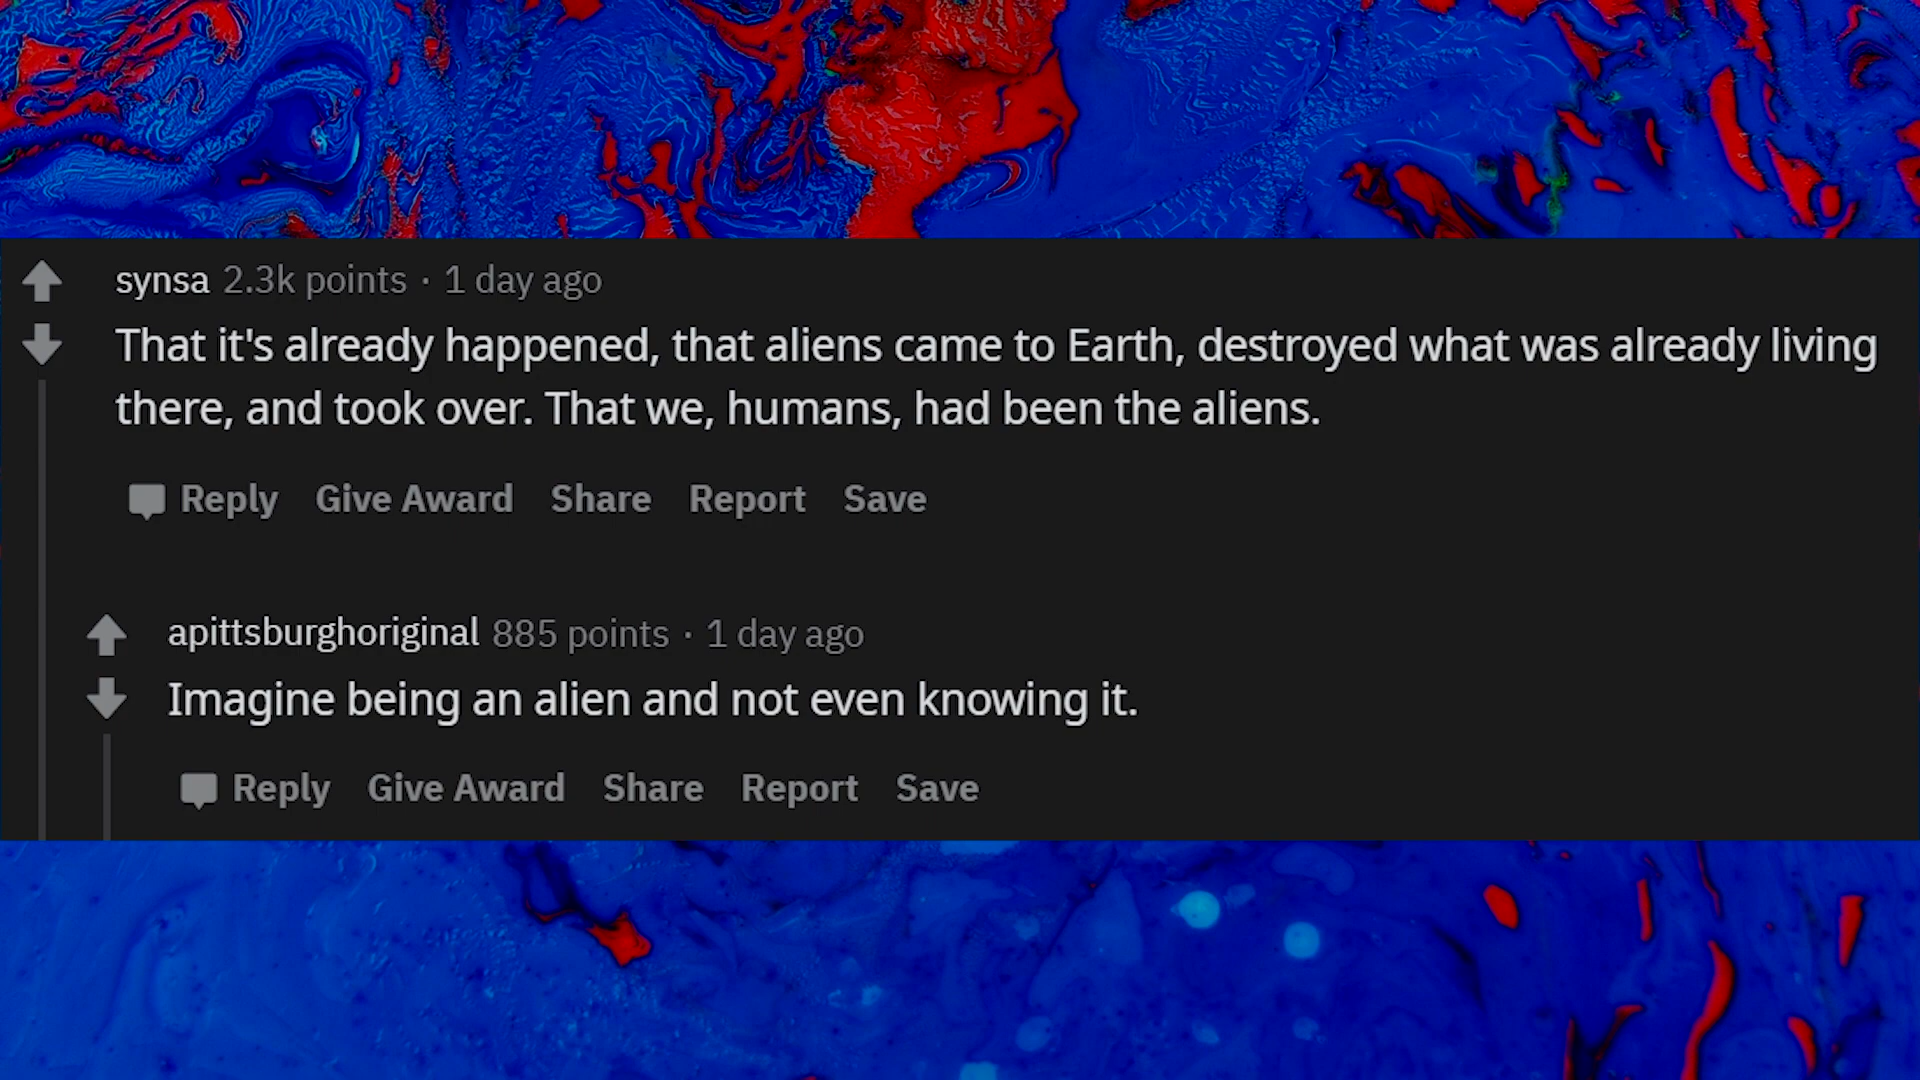 synsa 2.3k points · 1 day ago
That it's already happened, that aliens came to Earth, destroyed what was already living
there, and took over. That we, humans, had been the aliens.
Reply Give Award Share Report Save
apittsburghoriginal 885 points · 1 day ago
Imagine being an alien and not even knowing it.
Reply Give Award Share Report Save